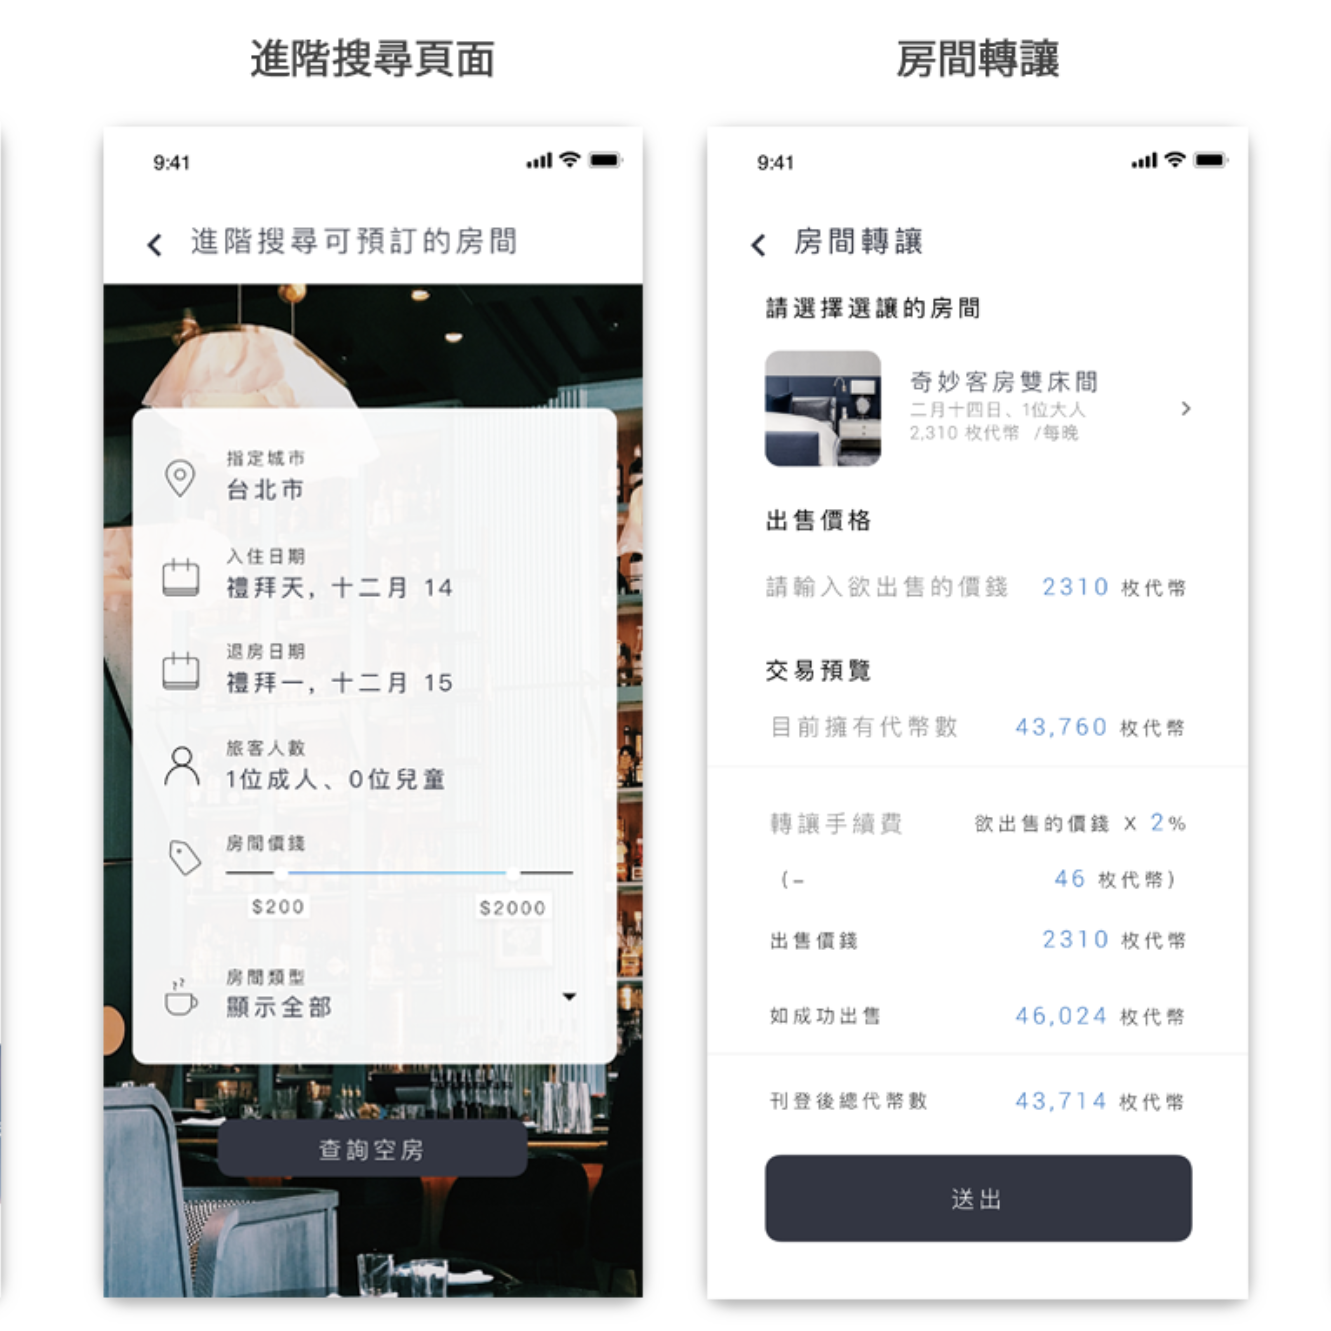 進階搜尋頁面
9:41
進階搜尋可預訂的房間
指定城市
台北市
入住日期
禮拜天, 十二月 14
退房日期
禮拜一, 十二月 15
旅客人數
1位成人、0位兒童
房間價錢
$200 $2000
房間類型
顯示全部
查詢空房
房間轉讓
9:41
房間轉讓
請選擇選讓的房間
奇妙客房雙床間
二月十四日、1位大人
2,310 枚代幣 /每晚
出售價格
請輸入欲出售的價錢 2310 枚代幣
交易預覽
目前擁有代幣數 43,760 枚代幣
轉讓手續費 欲出售的價錢 X 2%
(- 46 枚代幣)
出售價錢 2310 枚代幣
如成功出售 46,024 枚代幣
刊登後總代幣數 43,714 枚代幣
送出